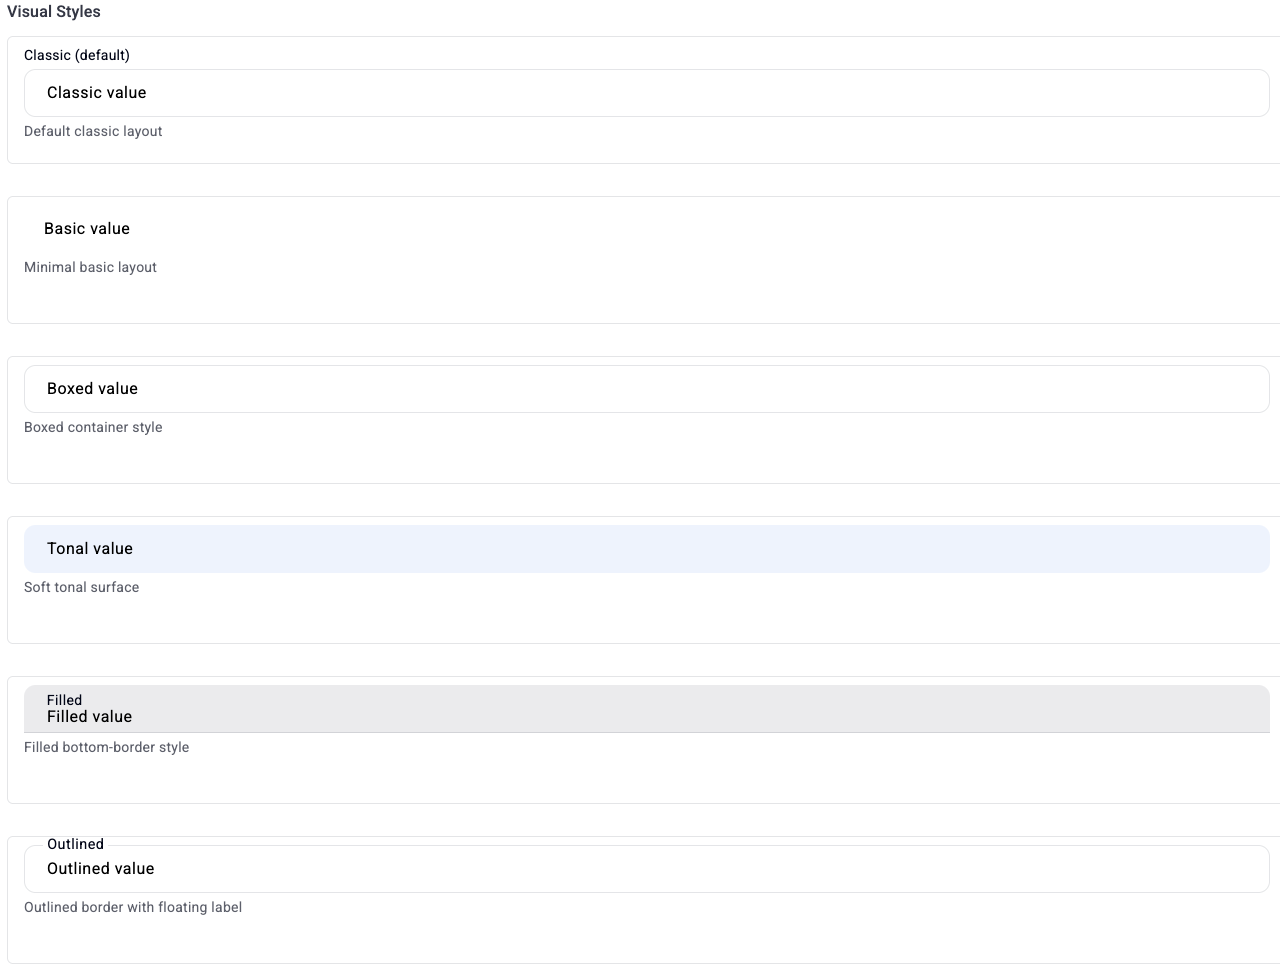 Visual Styles
Classic (default)
Classic value
Default classic layout
Basic value
Minimal basic layout
Boxed value
Boxed container style
Tonal value
Soft tonal surface
Filled
Filled value
Filled bottom-border style
Outlined
Outlined value
Outlined border with floating label